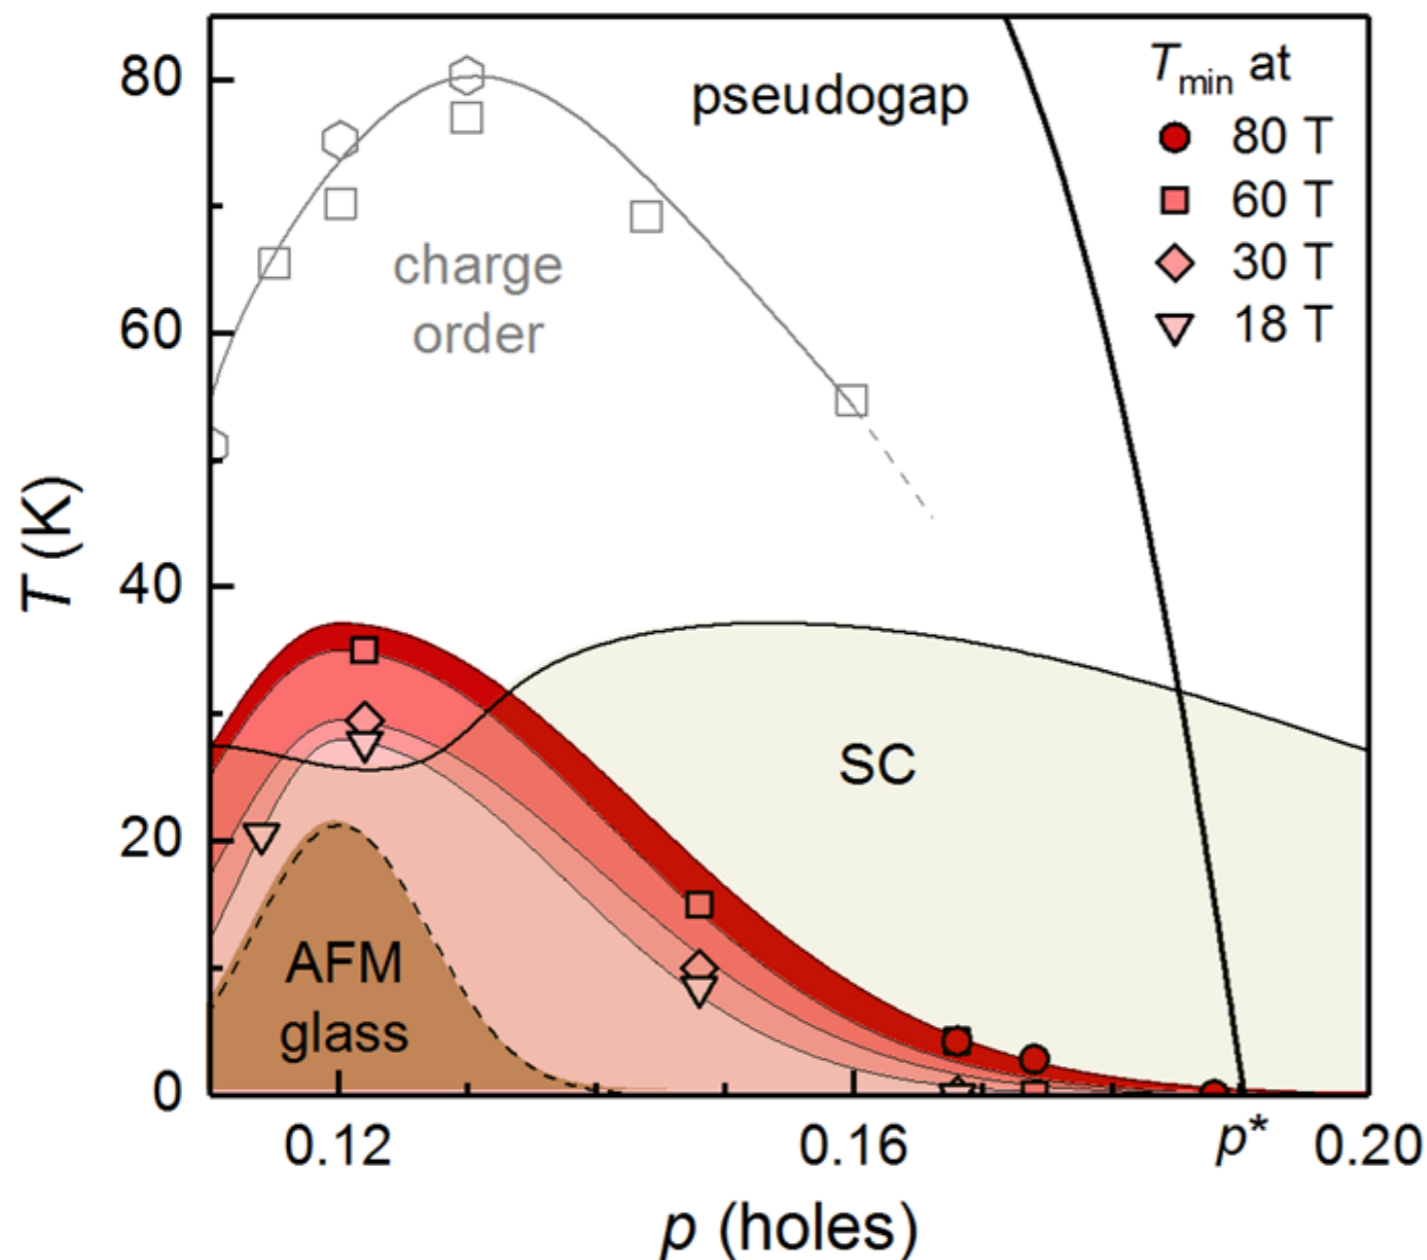 80
60
40
20
0
T (K)
pseudogap
T_min at
80 T
60 T
30 T
18 T
charge
order
SC
AFM
glass
0.12
0.16
p*
0.20
p (holes)